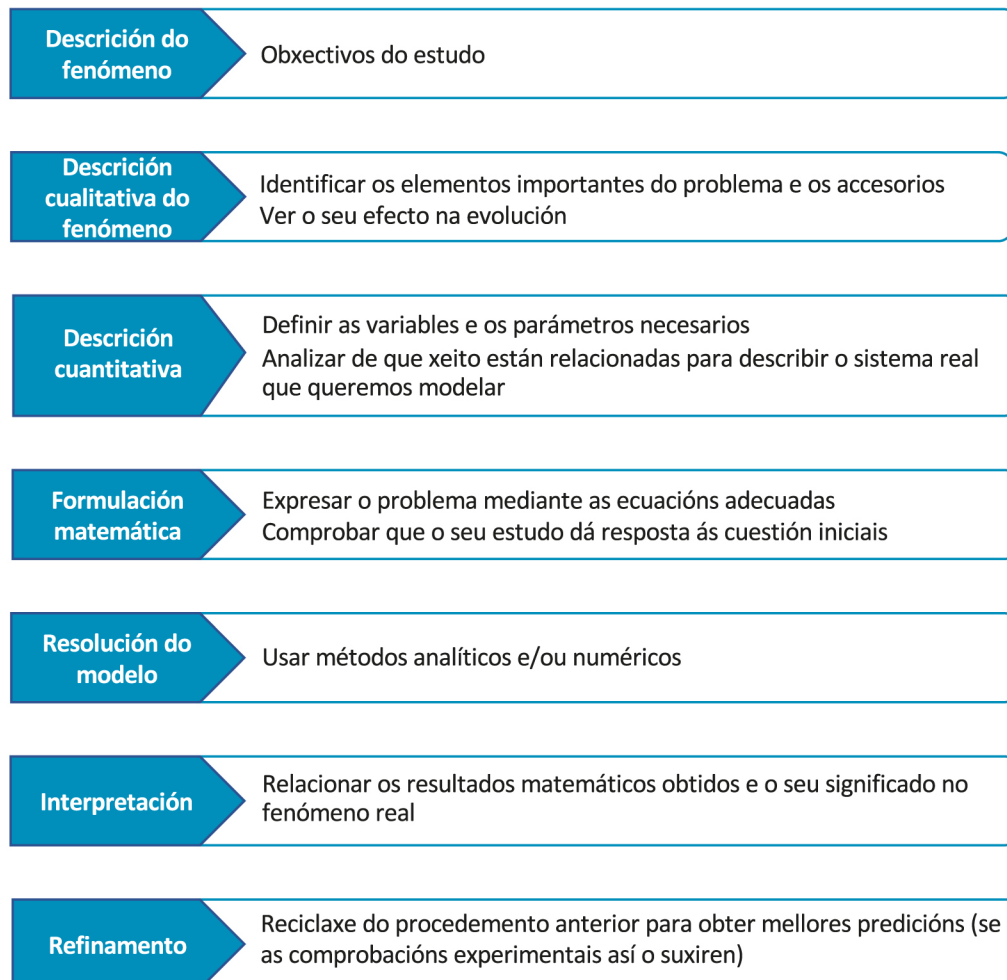 Descrición do
fenómeno
Obxectivos do estudo
Descrición
cualitativa do
fenómeno
Identificar os elementos importantes do problema e os accesorios
Ver o seu efecto na evolución
Descrición
cuantitativa
Definir as variables e os parámetros necesarios
Analizar de que xeito están relacionadas para describir o sistema real
que queremos modelar
Formulación
matemática
Expresar o problema mediante as ecuacións adecuadas
Comprobar que o seu estudo dá resposta ás cuestión iniciais
Resolución do
modelo
Usar métodos analíticos e/ou numéricos
Interpretación
Relacionar os resultados matemáticos obtidos e o seu significado no
fenómeno real
Refinamento
Reciclaxe do procedemento anterior para obter mellores predicións (se
as comprobacións experimentais así o suxiren)